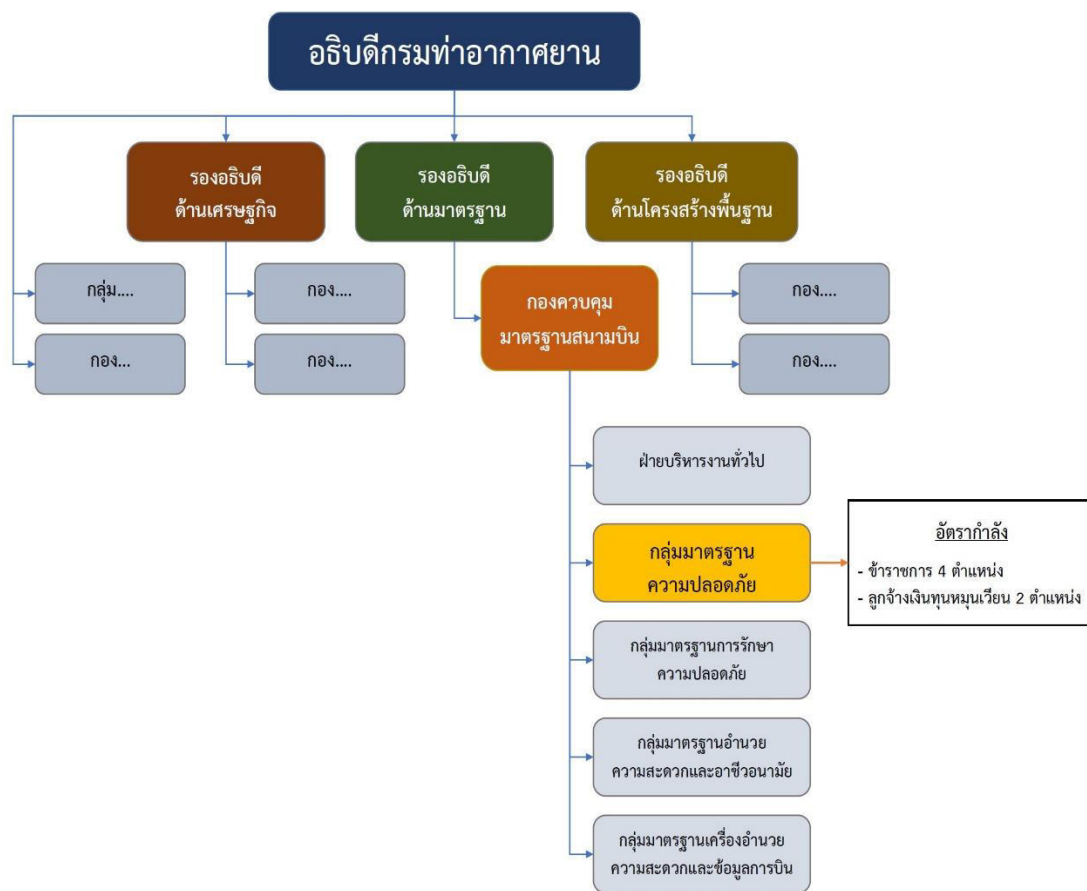 อธิบดีกรมท่าอากาศยาน
รองอธิบดี
ด้านเศรษฐกิจ
รองอธิบดี
ด้านมาตรฐาน
รองอธิบดี
ด้านโครงสร้างพื้นฐาน
กลุ่ม....
กอง....
กองควบคุม
มาตรฐานสนามบิน
กอง....
กอง...
กอง....
กอง....
ฝ่ายบริหารงานทั่วไป
กลุ่มมาตรฐาน
ความปลอดภัย
อัตรากำลัง
- ข้าราชการ 4 ตำแหน่ง
- ลูกจ้างเงินทุนหมุนเวียน 2 ตำแหน่ง
กลุ่มมาตรฐานการรักษา
ความปลอดภัย
กลุ่มมาตรฐานอำนวย
ความสะดวกและอาชีวอนามัย
กลุ่มมาตรฐานเครื่องอำนวย
ความสะดวกและข้อมูลการบิน